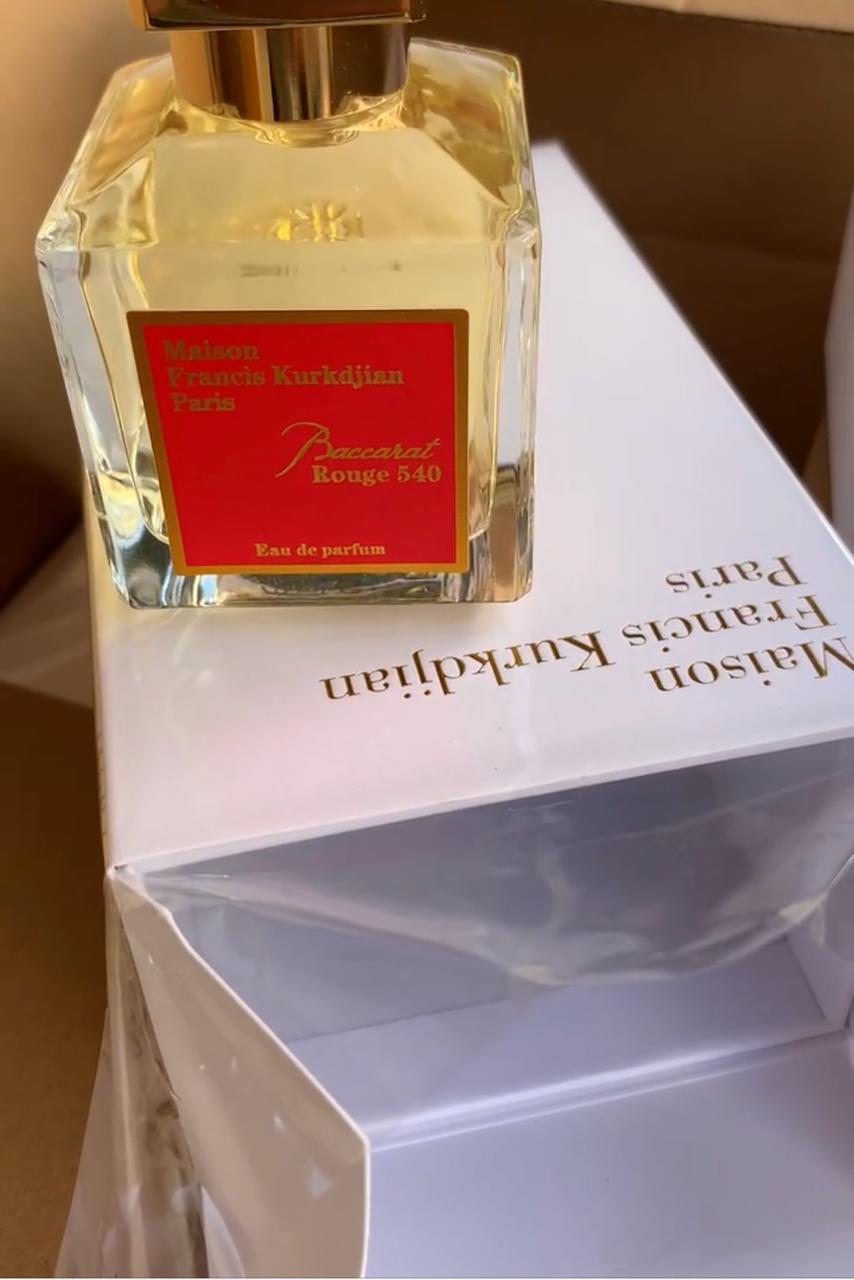 Maison
Francis Kurkdjian
Paris
Baccarat
Rouge 540
Eau de parfum
Maison
Francis Kurkdjian
Paris